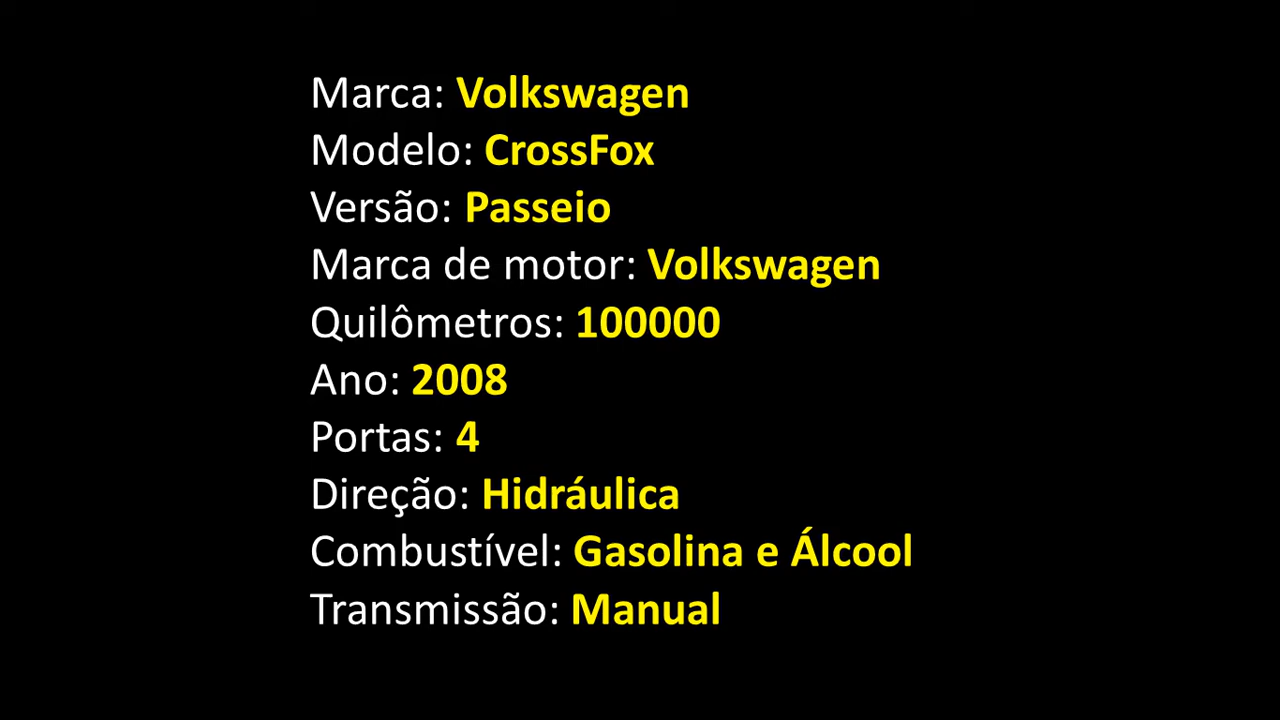 Marca: Volkswagen
Modelo: CrossFox
Versão: Passeio
Marca de motor: Volkswagen
Quilômetros: 100000
Ano: 2008
Portas: 4
Direção: Hidráulica
Combustível: Gasolina e Álcool
Transmissão: Manual